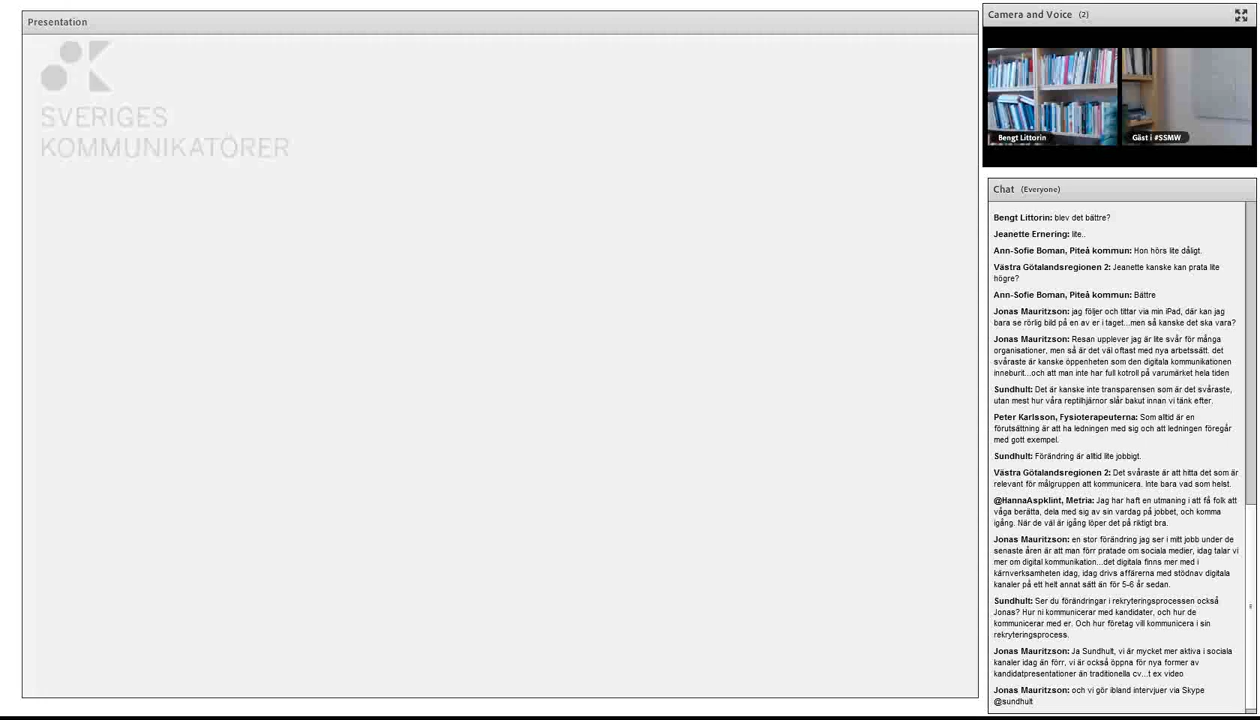 Presentation
SVERIGES
KOMMUNIKATÖRER
Camera and Voice (2)
Bengt Littorin
Gäst i #SSMW
Chat (Everyone)
Bengt Littorin: blev det bättre?
Jeanette Ernering: lite..
Ann-Sofie Boman, Piteå kommun: Hon hörs lite dåligt.
Västra Götalandsregionen 2: Jeanette kanske kan prata lite
högre?
Ann-Sofie Boman, Piteå kommun: Bättre
Jonas Mauritzson: jag följer och tittar via min iPad, där kan jag
bara se rörlig bild på en av er i taget...men så kanske det ska vara?
Jonas Mauritzson: Resan upplever jag är lite svår för många
organisationer, men så är det väl oftast med nya arbetssätt. det
svåraste är kanske öppenheten som den digitala kommunikationen
inneburit...och att man inte har full kotroll på varumärket hela tiden
Sundhult: Det är kanske inte transparensen som är det svåraste,
utan mest hur våra reptilhjärnor slår bakut innan vi tänk efter.
Peter Karlsson, Fysioterapeuterna: Som alltid är en
förutsättning är att ha ledningen med sig och att ledningen föregår
med gott exempel.
Sundhult: Förändring är alltid lite jobbigt.
Västra Götalandsregionen 2: Det svåraste är att hitta det som är
relevant för målgruppen att kommunicera. Inte bara vad som helst.
@HannaAspklint, Metria: Jag har haft en utmaning i att få folk att
våga berätta, dela med sig av sin vardag på jobbet, och komma
igång. När de väl är igång löper det på riktigt bra.
Jonas Mauritzson: en stor förändring jag ser i mitt jobb under de
senaste åren är att man förr pratade om sociala medier, idag talar vi
mer om digital kommunikation...det digitala finns mer med i
kärnverksamheten idag, idag drivs affärerna med stödnav digitala
kanaler på ett helt annat sätt än för 5-6 år sedan.
Sundhult: Ser du förändringar i rekryteringsprocessen också
Jonas? Hur ni kommunicerar med kandidater, och hur de
kommunicerar med er. Och hur företag vill kommunicera i sin
rekryteringsprocess.
Jonas Mauritzson: Ja Sundhult, vi är mycket mer aktiva i sociala
kanaler idag än förr, vi är också öppna för nya former av
kandidatpresentationer än traditionella cv...t ex video
Jonas Mauritzson: och vi gör ibland intervjuer via Skype
@sundhult